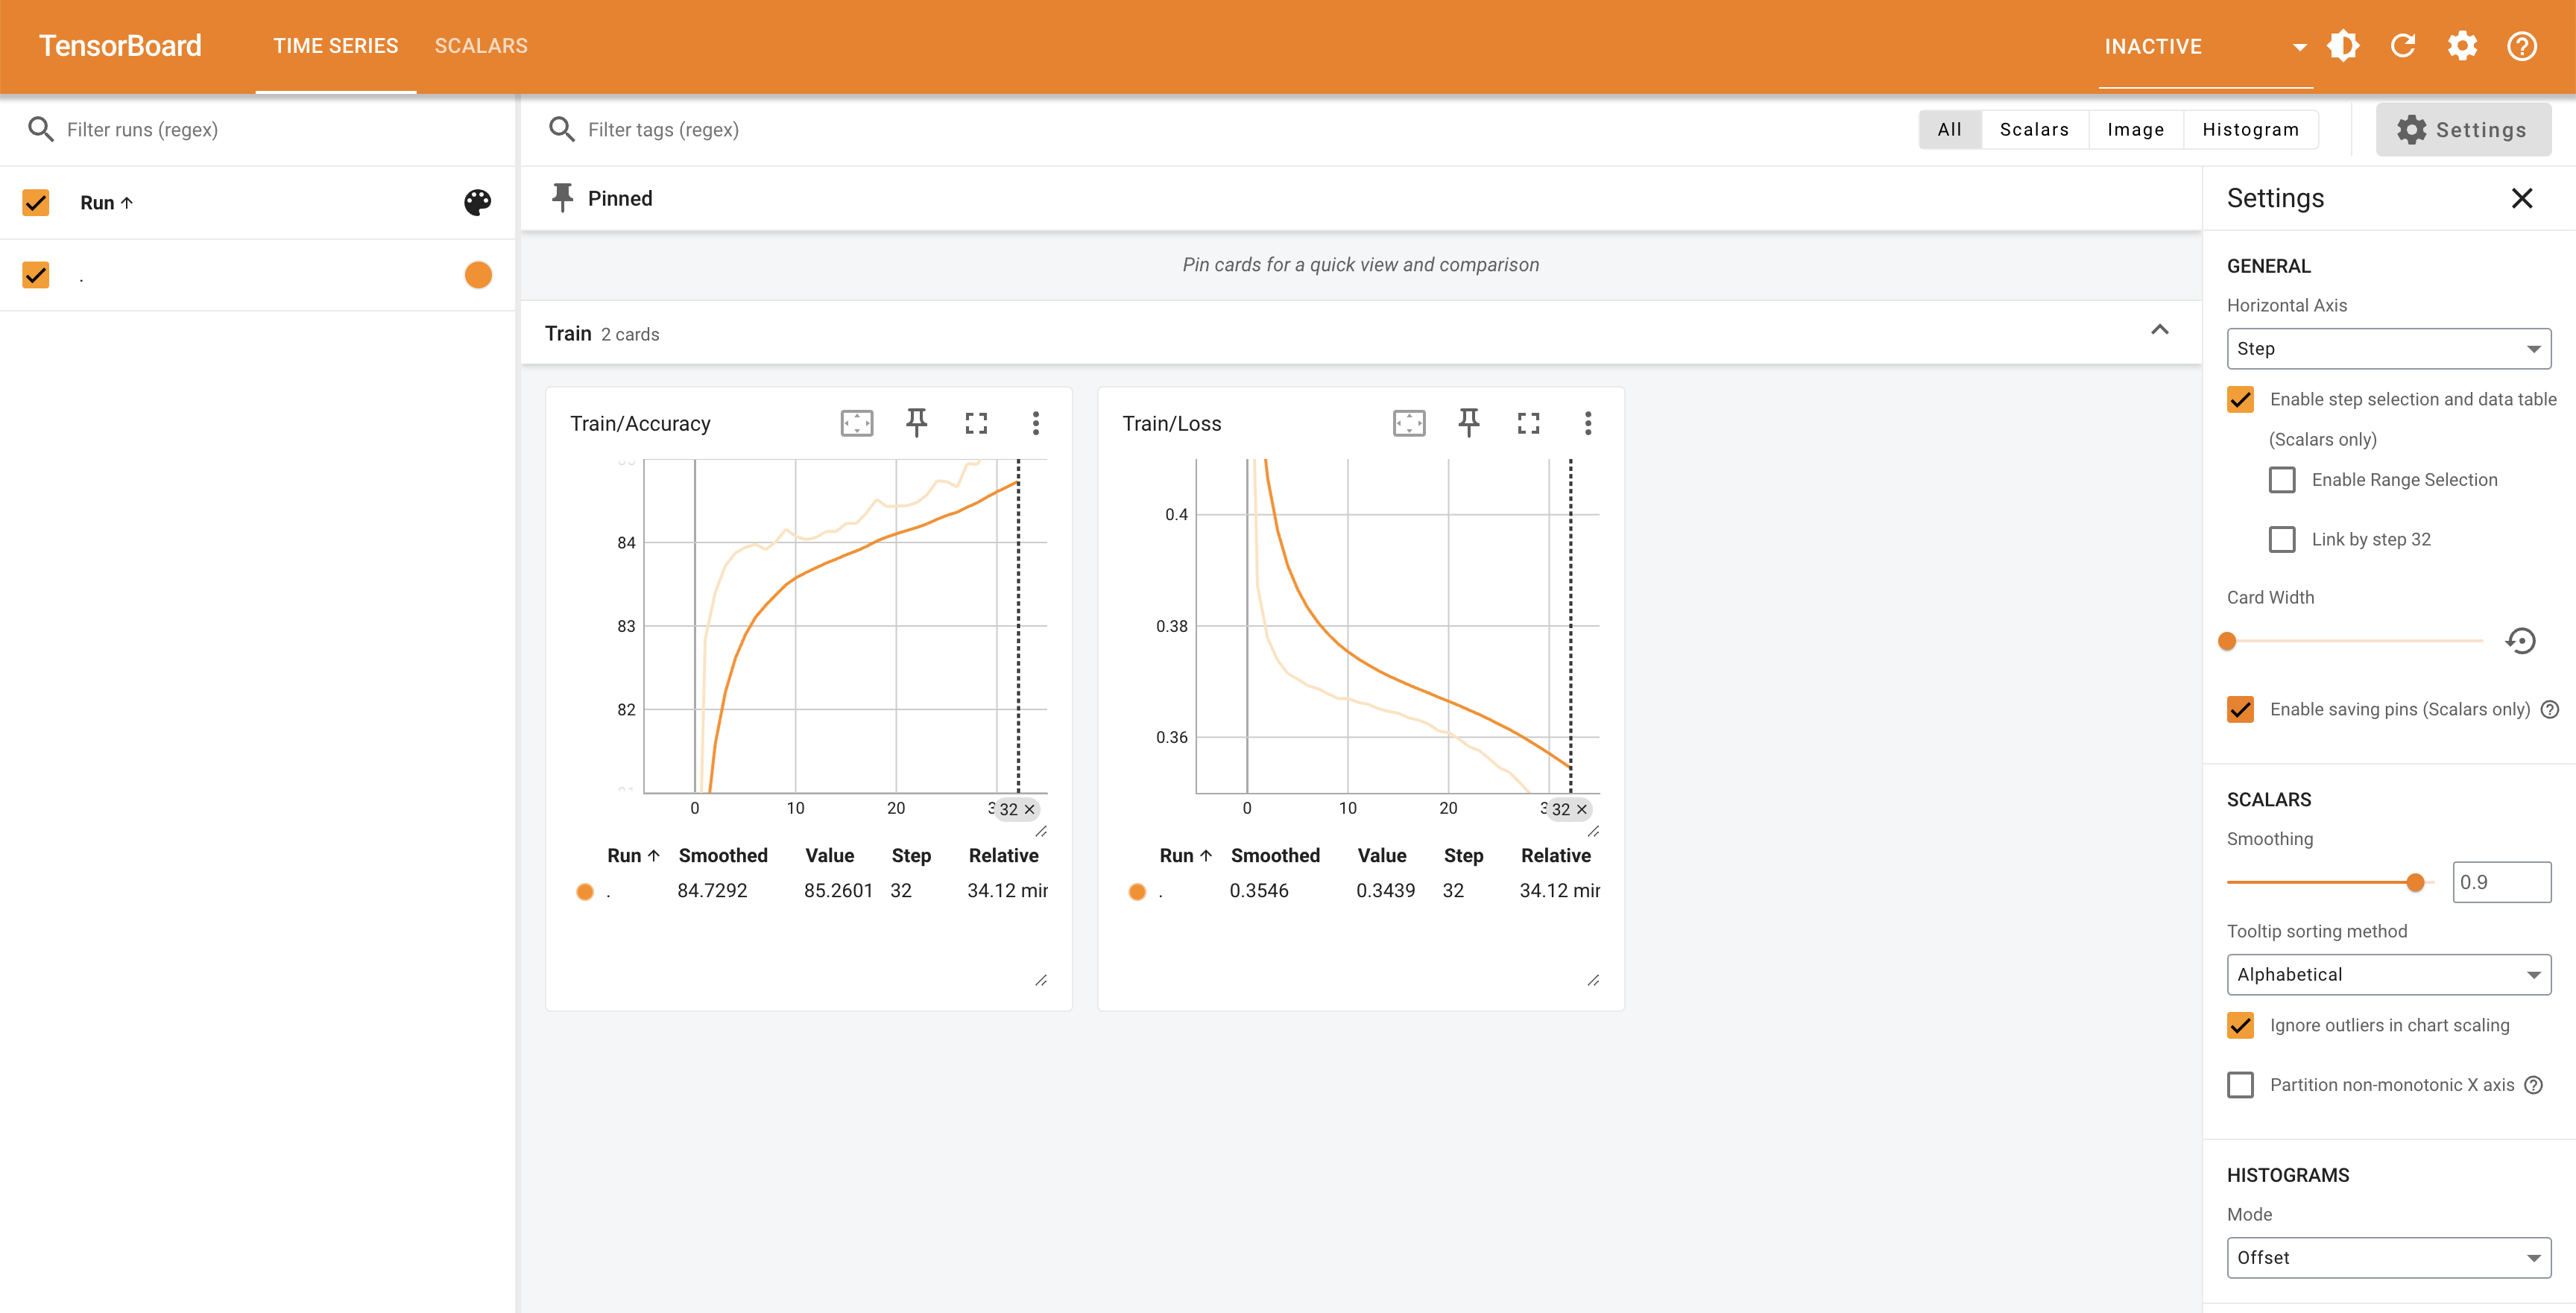 TensorBoard
TIME SERIES
SCALARS
INACTIVE
Filter runs (regex)
Filter tags (regex)
All
Scalars
Image
Histogram
Settings
Run
.
Pinned
Pin cards for a quick view and comparison
Train 2 cards
Train/Accuracy
84
83
82
0 10 20 3 32
Run Smoothed Value Step Relative
. 84.7292 85.2601 32 34.12 min
Train/Loss
0.4
0.38
0.36
0 10 20 3 32
Run Smoothed Value Step Relative
. 0.3546 0.3439 32 34.12 min
Settings
GENERAL
Horizontal Axis
Step
Enable step selection and data table
(Scalars only)
Enable Range Selection
Link by step 32
Card Width
Enable saving pins (Scalars only)
SCALARS
Smoothing
0.9
Tooltip sorting method
Alphabetical
Ignore outliers in chart scaling
Partition non-monotonic X axis
HISTOGRAMS
Mode
Offset